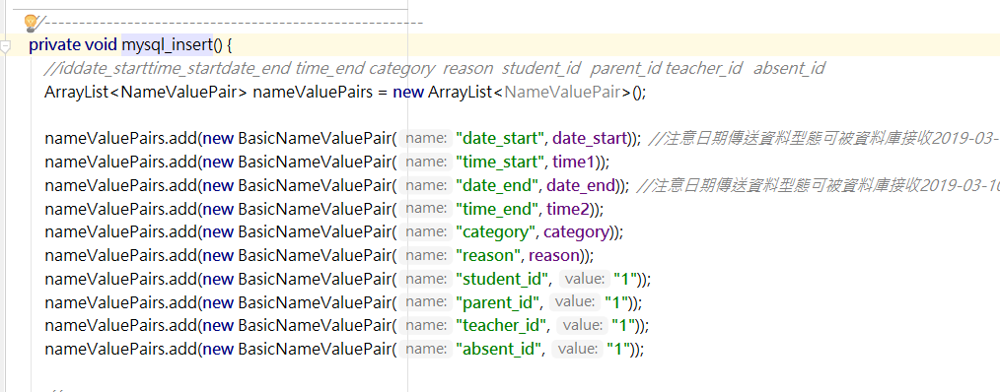 //----------------------------------------------------------
private void mysql_insert() {
//iddate_starttime_startdate_end time_end category reason student_id parent_id teacher_id absent_id
ArrayList<NameValuePair> nameValuePairs = new ArrayList<NameValuePair>();
nameValuePairs.add(new BasicNameValuePair( name: "date_start", date_start)); //注意日期傳送資料型態可被資料庫接收2019-03-
nameValuePairs.add(new BasicNameValuePair( name: "time_start", time1));
nameValuePairs.add(new BasicNameValuePair( name: "date_end", date_end)); //注意日期傳送資料型態可被資料庫接收2019-03-10
nameValuePairs.add(new BasicNameValuePair( name: "time_end", time2));
nameValuePairs.add(new BasicNameValuePair( name: "category", category));
nameValuePairs.add(new BasicNameValuePair( name: "reason", reason));
nameValuePairs.add(new BasicNameValuePair( name: "student_id", value: "1"));
nameValuePairs.add(new BasicNameValuePair( name: "parent_id", value: "1"));
nameValuePairs.add(new BasicNameValuePair( name: "teacher_id", value: "1"));
nameValuePairs.add(new BasicNameValuePair( name: "absent_id", value: "1"));